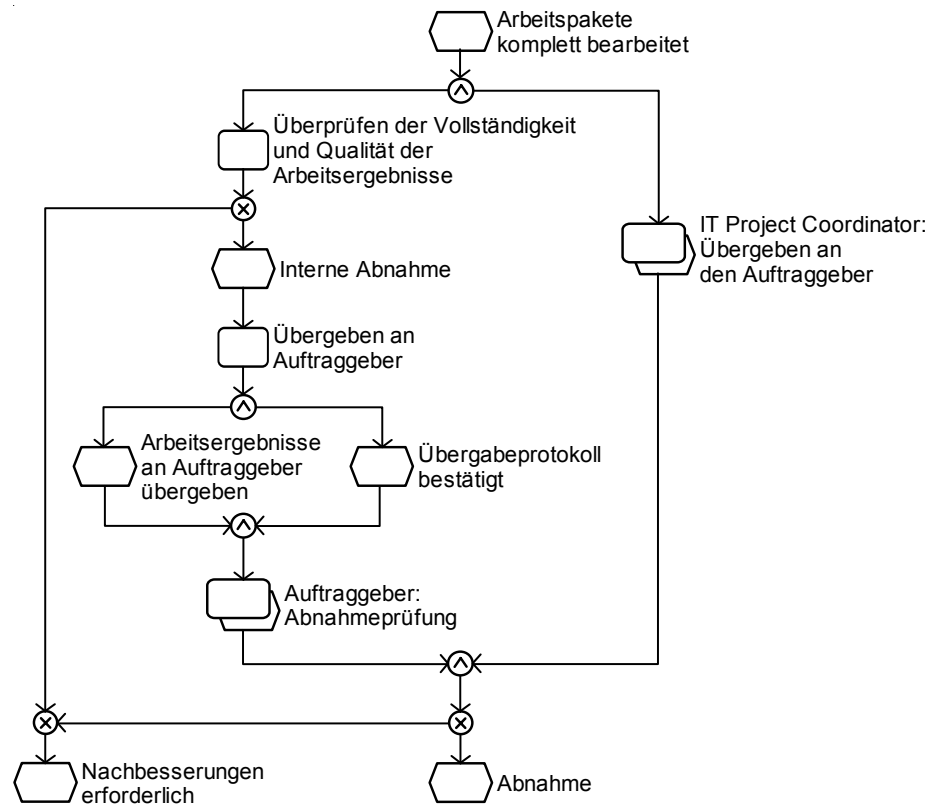 Arbeitspakete
komplett bearbeitet
Überprüfen der Vollständigkeit
und Qualität der
Arbeitsergebnisse
IT Project Coordinator:
Übergeben an
den Auftraggeber
Interne Abnahme
Übergeben an
Auftraggeber
Arbeitsergebnisse
an Auftraggeber
übergeben
Übergabeprotokoll
bestätigt
Auftraggeber:
Abnahmeprüfung
Nachbesserungen
erforderlich
Abnahme